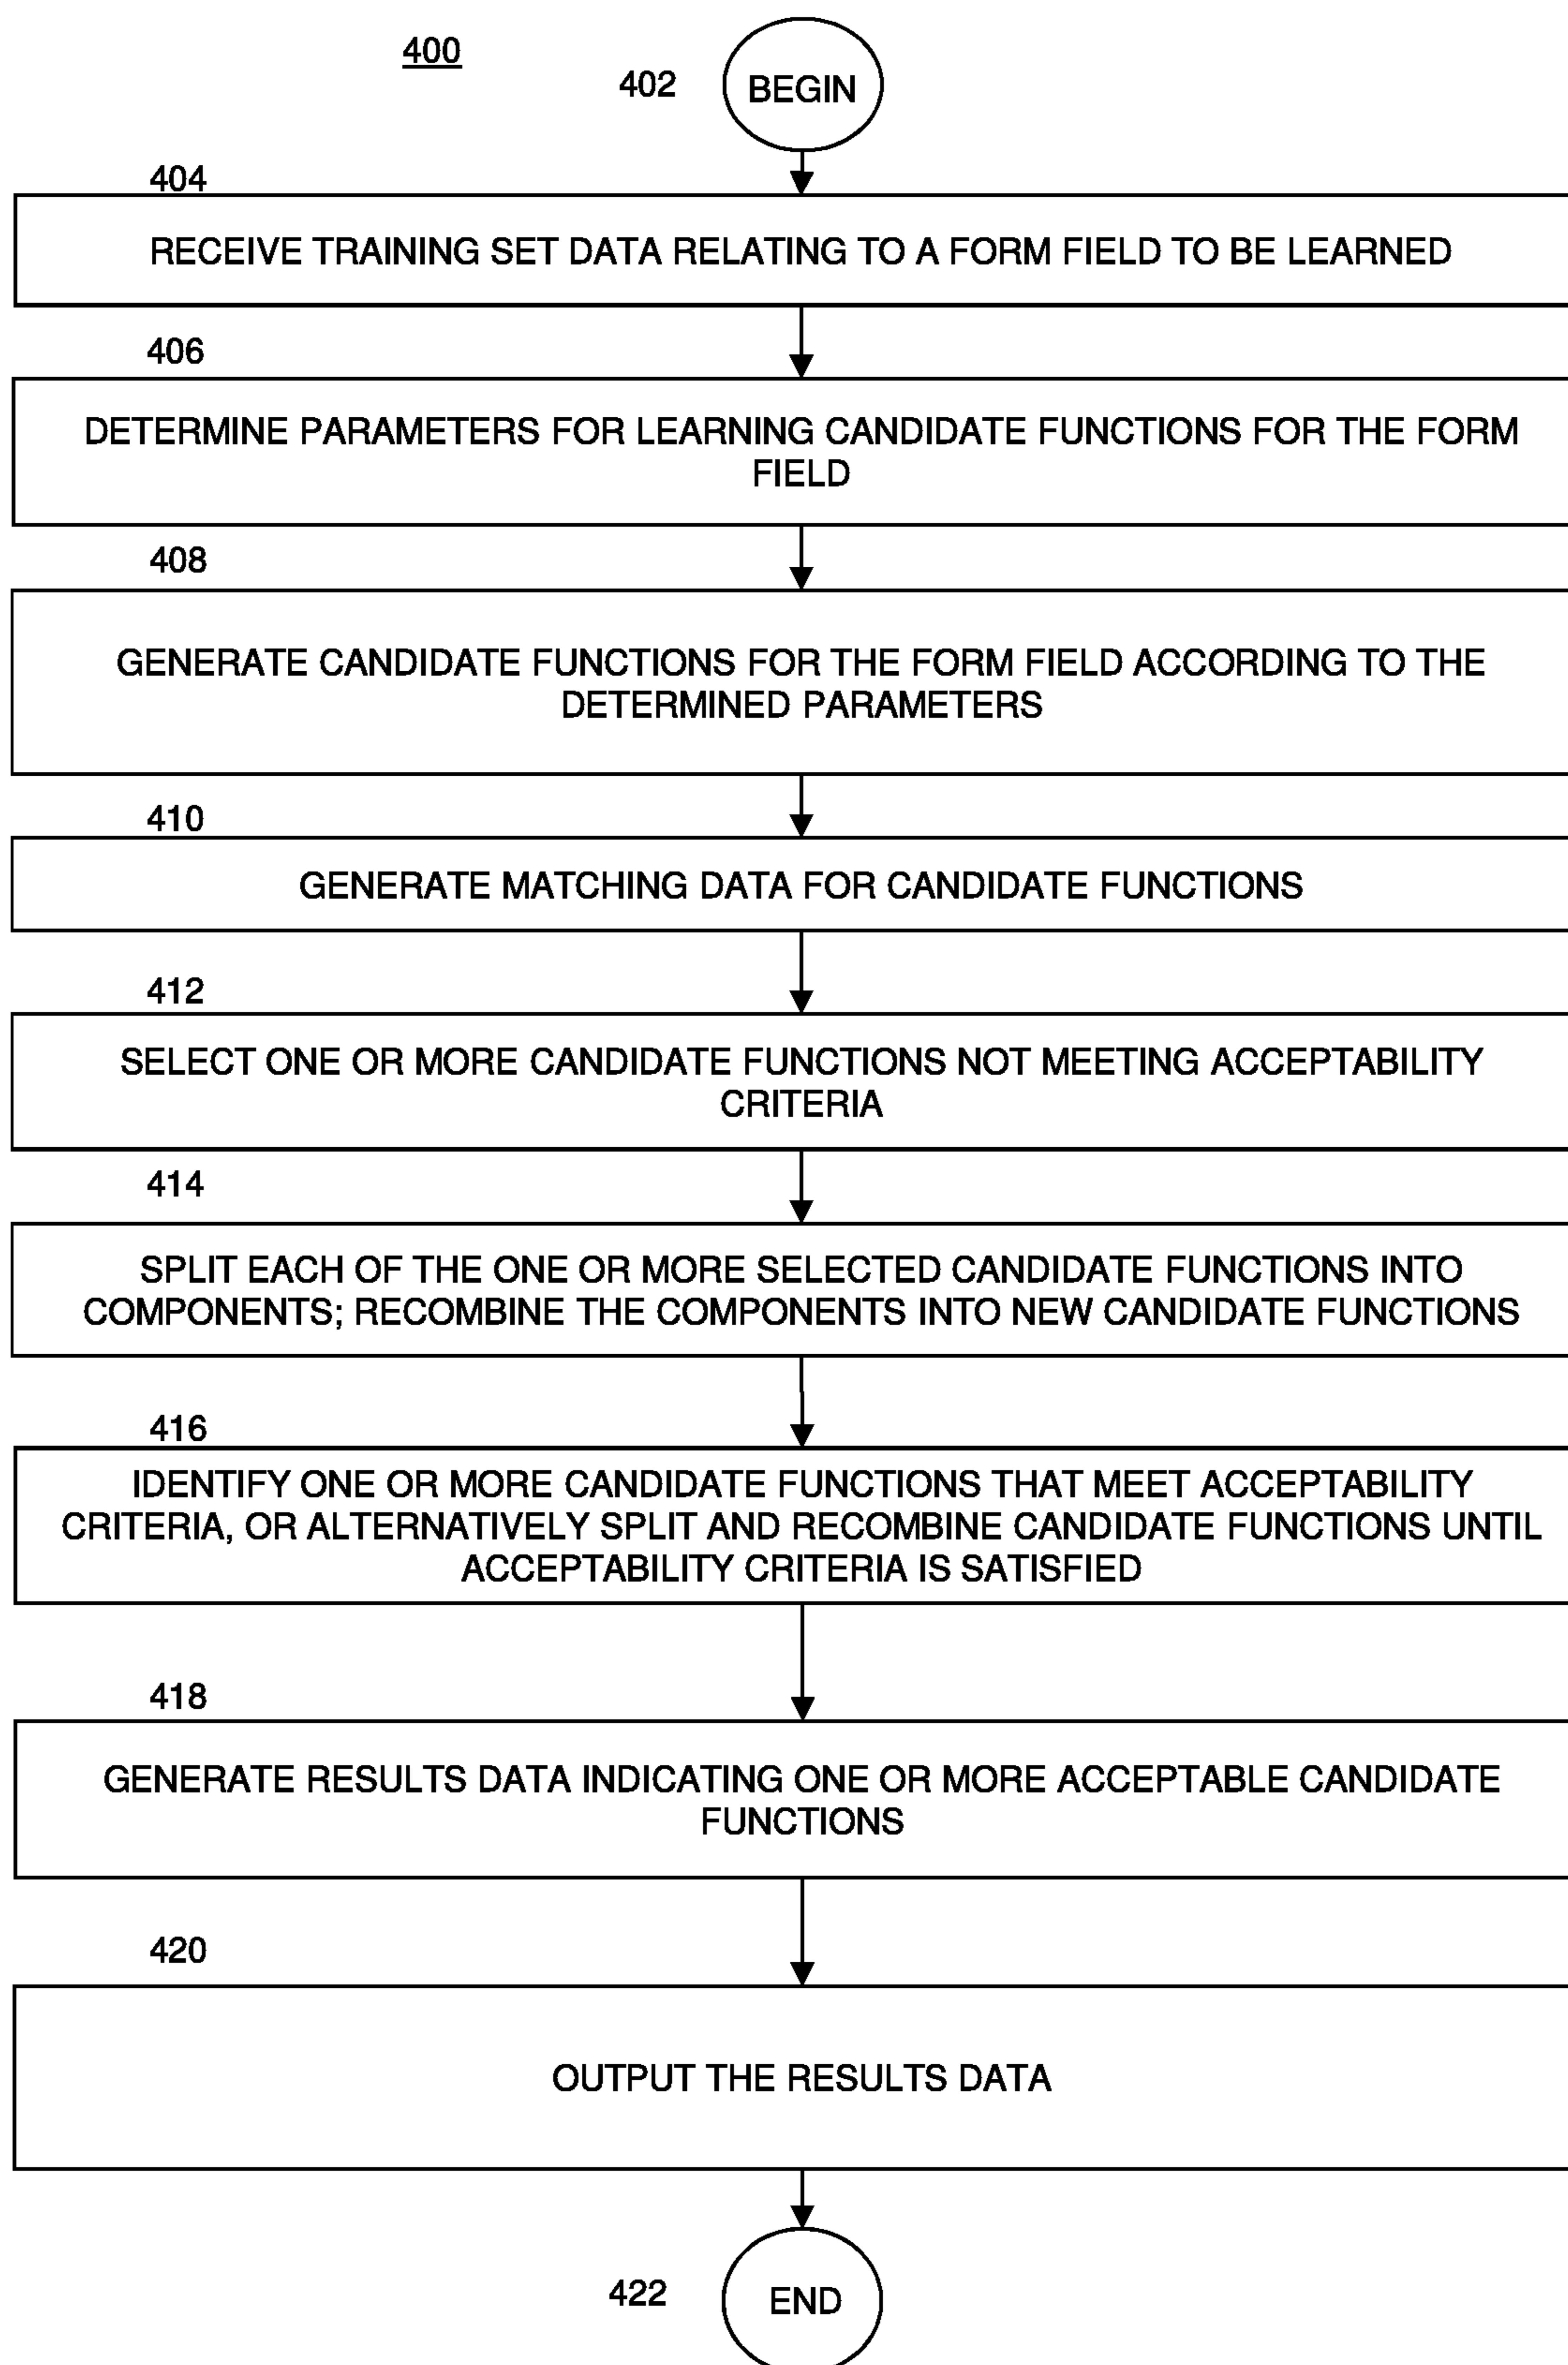 400
402
BEGIN
404
RECEIVE TRAINING SET DATA RELATING TO A FORM FIELD TO BE LEARNED
406
DETERMINE PARAMETERS FOR LEARNING CANDIDATE FUNCTIONS FOR THE FORM
FIELD
408
GENERATE CANDIDATE FUNCTIONS FOR THE FORM FIELD ACCORDING TO THE
DETERMINED PARAMETERS
410
GENERATE MATCHING DATA FOR CANDIDATE FUNCTIONS
412
SELECT ONE OR MORE CANDIDATE FUNCTIONS NOT MEETING ACCEPTABILITY
CRITERIA
414
SPLIT EACH OF THE ONE OR MORE SELECTED CANDIDATE FUNCTIONS INTO
COMPONENTS; RECOMBINE THE COMPONENTS INTO NEW CANDIDATE FUNCTIONS
416
IDENTIFY ONE OR MORE CANDIDATE FUNCTIONS THAT MEET ACCEPTABILITY
CRITERIA, OR ALTERNATIVELY SPLIT AND RECOMBINE CANDIDATE FUNCTIONS UNTIL
ACCEPTABILITY CRITERIA IS SATISFIED
418
GENERATE RESULTS DATA INDICATING ONE OR MORE ACCEPTABLE CANDIDATE
FUNCTIONS
420
OUTPUT THE RESULTS DATA
422
END